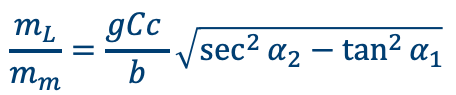 m_L/m_m = gCc/b √(sec² α₂ − tan² α₁)